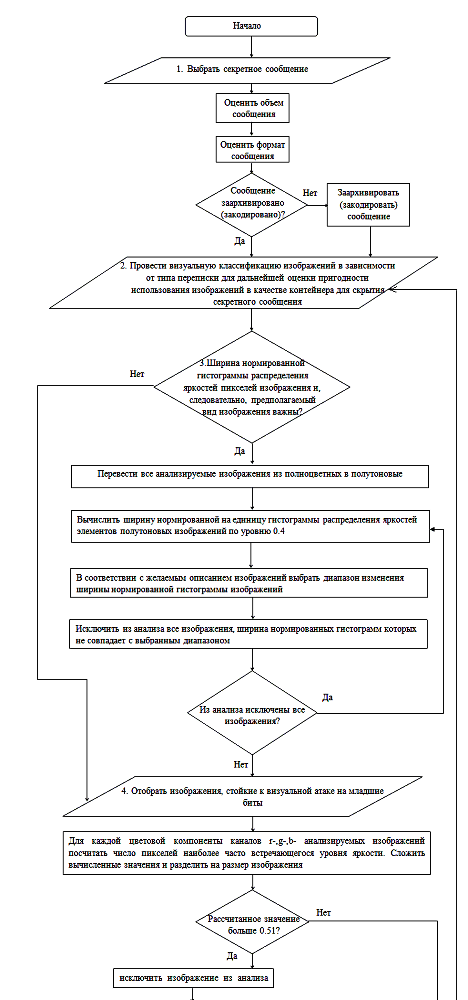 Начало
1. Выбрать секретное сообщение
Оценить объем
сообщения
Оценить формат
сообщения
Сообщение
заархивировано
(закодировано)?
Нет
Заархивировать
(закодировать)
сообщение
Да
2. Провести визуальную классификацию изображений в зависимости
от типа переписки для дальнейшей оценки пригодности
использования изображений в качестве контейнера для скрытия
секретного сообщения
3.Ширина нормированной
гистограммы распределения
яркостей пикселей изображения и,
следовательно, предполагаемый
вид изображения важны?
Нет
Да
Перевести все анализируемые изображения из полноцветных в полутоновые
Вычислить ширину нормированной на единицу гистограммы распределения яркостей
элементов полутоновых изображений по уровню 0.4
В соответствии с желаемым описанием изображений выбрать диапазон изменения
ширины нормированной гистограммы изображений
Исключить из анализа все изображения, ширина нормированных гистограмм которых
не совпадает с выбранным диапазоном
Да
Из анализа исключены все
изображения?
Нет
4. Отобрать изображения, стойкие к визуальной атаке на младшие
биты
Для каждой цветовой компоненты каналов r-,g-,b- анализируемых изображений
посчитать число пикселей наиболее часто встречающегося уровня яркости. Сложить
вычисленные значения и разделить на размер изображения
Нет
Рассчитанное значение
больше 0.51?
Да
исключить изображение из анализа